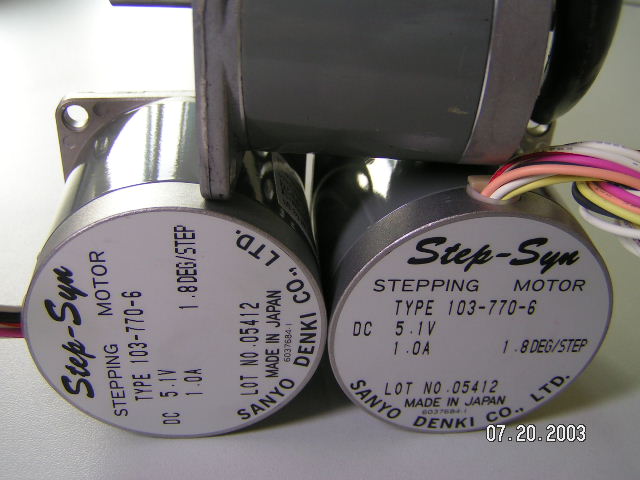 Step-Syn
STEPPING MOTOR
TYPE 103-770-6
DC 5.1V
1.0A 1.8DEG/STEP
LOT NO.05412
MADE IN JAPAN
6037684-1
SANYO DENKI CO., LTD.
Step-Syn
STEPPING MOTOR
TYPE 103-770-6
DC 5.1V
1.0A 1.8DEG/STEP
LOT NO.05412
MADE IN JAPAN
6037684-1
SANYO DENKI CO., LTD.
07.20.2003